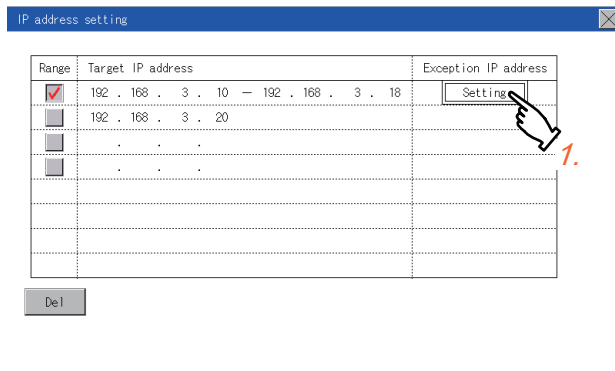 IP address setting
Range Target IP address Exception IP address
192 . 168 . 3 . 10 — 192 . 168 . 3 . 18 Setting
192 . 168 . 3 . 20
. . .
. . .
1.
Del